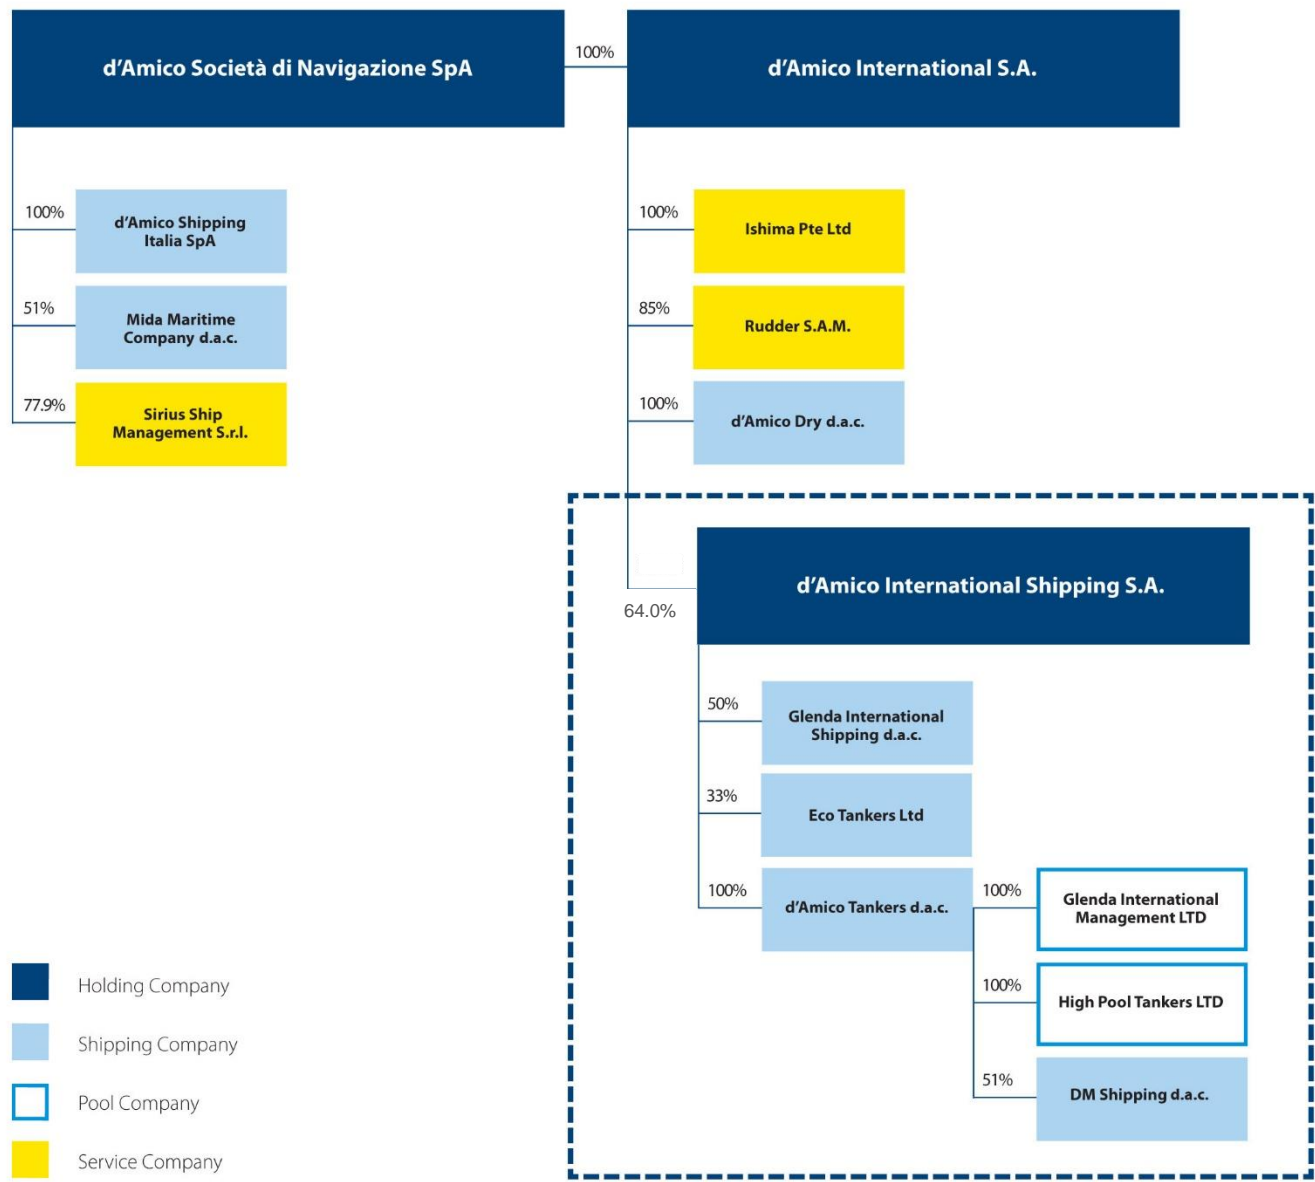 d'Amico Società di Navigazione SpA
100%
d'Amico International S.A.
100%
d'Amico Shipping
Italia SpA
51%
Mida Maritime
Company d.a.c.
77.9%
Sirius Ship
Management S.r.l.
100%
Ishima Pte Ltd
85%
Rudder S.A.M.
100%
d'Amico Dry d.a.c.
64.0%
d'Amico International Shipping S.A.
50%
Glenda International
Shipping d.a.c.
33%
Eco Tankers Ltd
100%
d'Amico Tankers d.a.c.
100%
Glenda International
Management LTD
100%
High Pool Tankers LTD
51%
DM Shipping d.a.c.
Holding Company
Shipping Company
Pool Company
Service Company